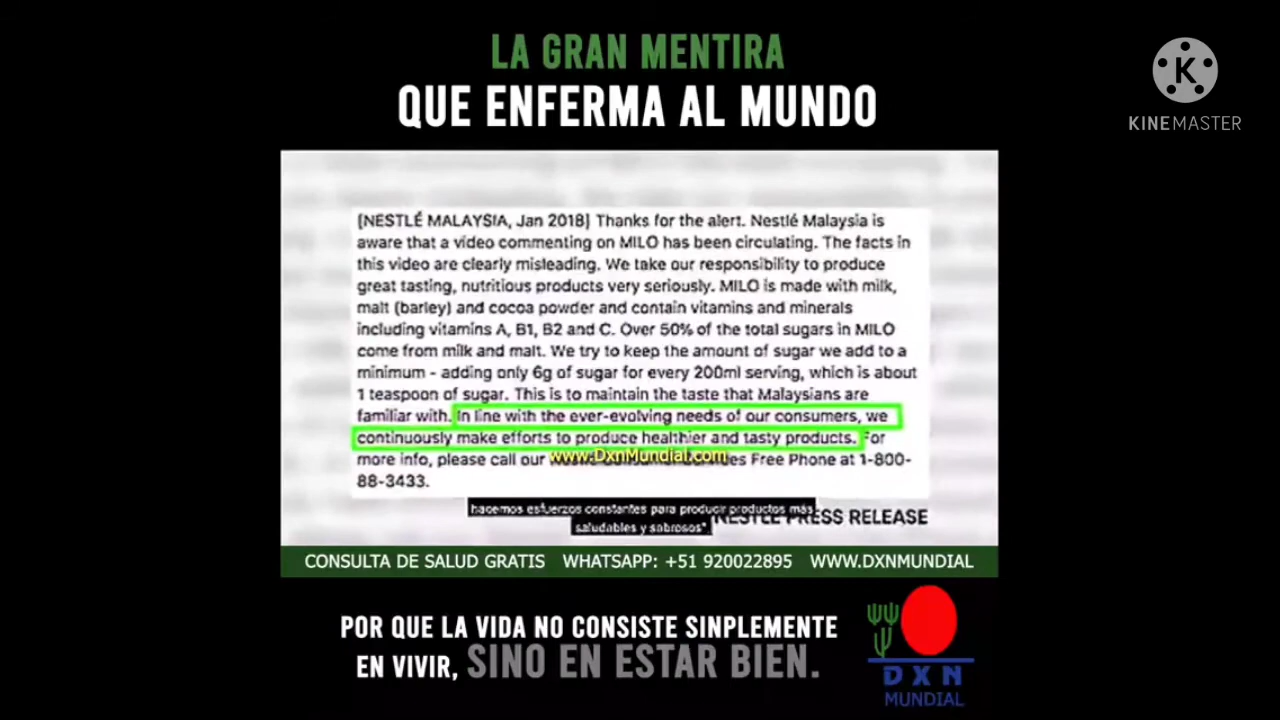 LA GRAN MENTIRA
QUE ENFERMA AL MUNDO
KINEMASTER
[NESTLÉ MALAYSIA, Jan 2018] Thanks for the alert. Nestlé Malaysia is
aware that a video commenting on MILO has been circulating. The facts in
this video are clearly misleading. We take our responsibility to produce
great tasting, nutritious products very seriously. MILO is made with milk,
malt (barley) and cocoa powder and contain vitamins and minerals
including vitamins A, B1, B2 and C. Over 50% of the total sugars in MILO
come from milk and malt. We try to keep the amount of sugar we add to a
minimum - adding only 6g of sugar for every 200ml serving, which is about
1 teaspoon of sugar. This is to maintain the taste that Malaysians are
familiar with. In line with the ever-evolving needs of our consumers, we
continuously make efforts to produce healthier and tasty products. For
more info, please call our Free Phone at 1-800-
www.DxnMundial.com
88-3433.
hacemos esfuerzos constantes para producir productos más
saludables y sabrosos"
NESTLÉ PRESS RELEASE
CONSULTA DE SALUD GRATIS WHATSAPP: +51 920022895 WWW.DXNMUNDIAL
POR QUE LA VIDA NO CONSISTE SINPLEMENTE
EN VIVIR, SINO EN ESTAR BIEN.
DXN
MUNDIAL